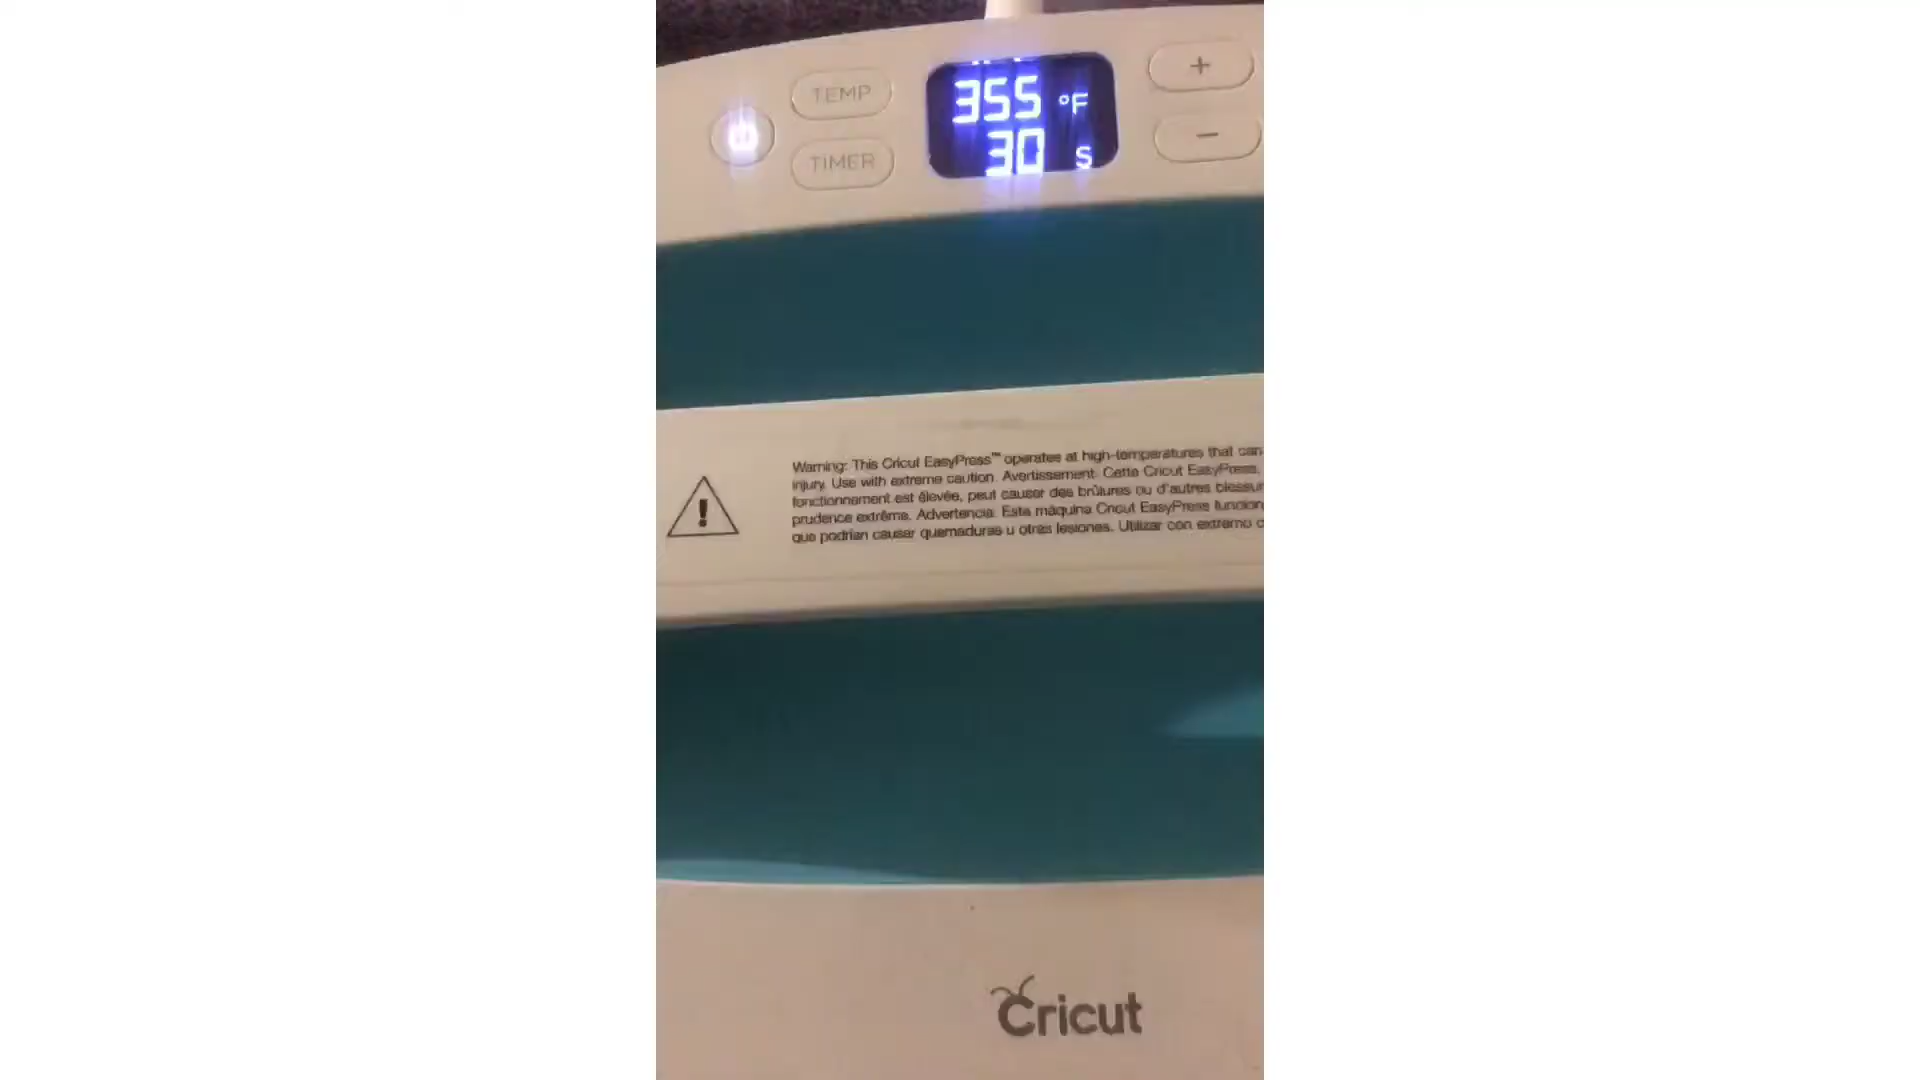 TEMP
TIMER
355 °F
30 S
+
-
Warning: This Cricut EasyPress™ operates at high-temperatures that can
injury. Use with extreme caution. Avertissement: Cette Cricut EasyPress,
fonctionnement est élevée, peut causer des brûlures ou d'autres blessur
prudence extrême. Advertencia: Esta máquina Cricut EasyPress funcion
que podrían causar quemaduras u otras lesiones. Utilizar con extremo c
Cricut